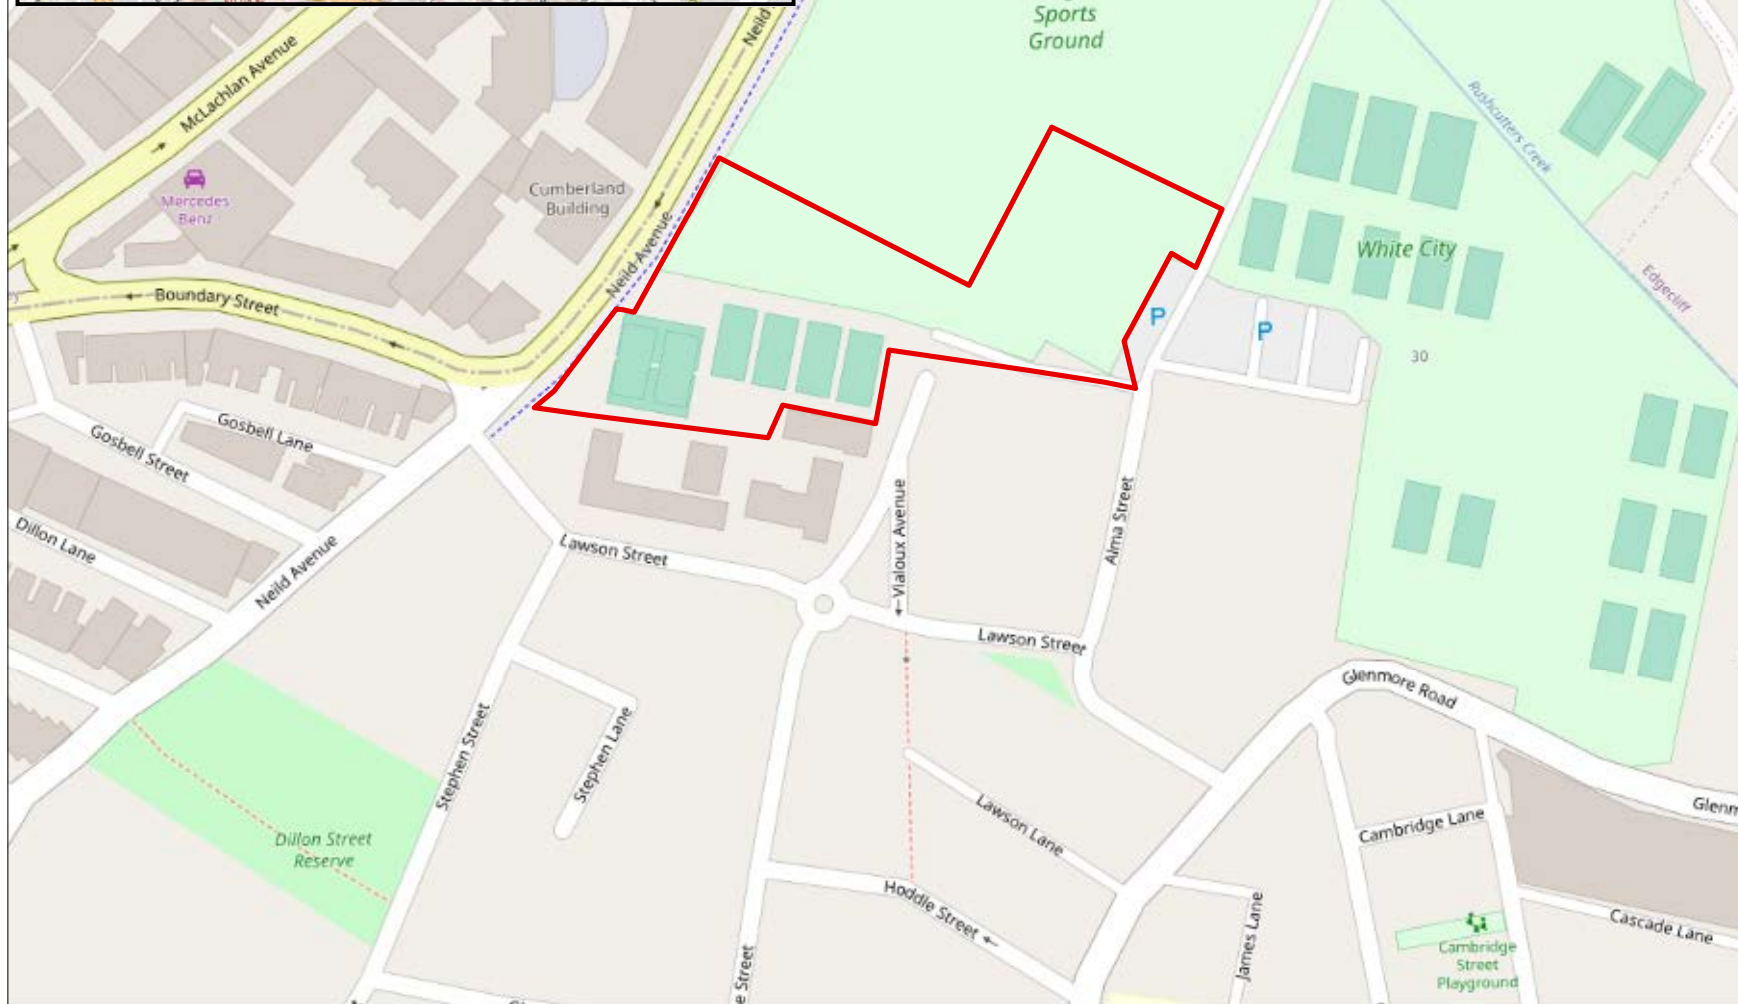 Neild
Sports
Ground
McLachlan Avenue
Rushcutters Creek
Mercedes
Benz
Cumberland
Building
Neild Avenue
White City
Edgecliff
Boundary Street
P
P
30
Gosbell Lane
Gosbell Street
Dillon Lane
Neild Avenue
Lawson Street
Vialoux Avenue
Alma Street
Lawson Street
Glenmore Road
Stephen Street
Stephen Lane
Lawson Lane
Cambridge Lane
Dillon Street
Reserve
Hoddle Street
James Lane
Cascade Lane
Cambridge
Street
Playground
Street